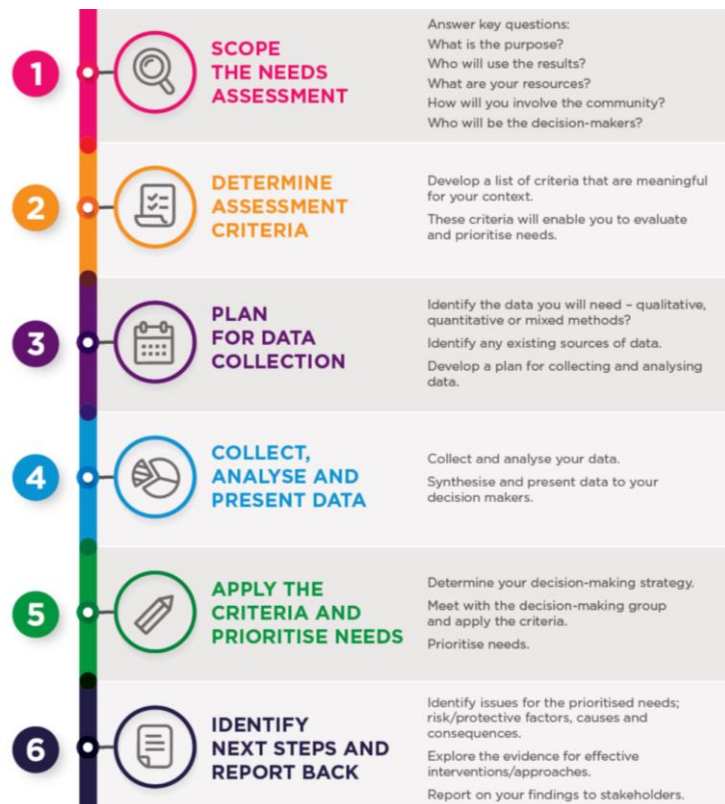 1
SCOPE
THE NEEDS
ASSESSMENT
Answer key questions:
What is the purpose?
Who will use the results?
What are your resources?
How will you involve the community?
Who will be the decision-makers?
2
DETERMINE
ASSESSMENT
CRITERIA
Develop a list of criteria that are meaningful
for your context.
These criteria will enable you to evaluate
and prioritise needs.
3
PLAN
FOR DATA
COLLECTION
Identify the data you will need – qualitative,
quantitative or mixed methods?
Identify any existing sources of data.
Develop a plan for collecting and analysing
data.
4
COLLECT,
ANALYSE AND
PRESENT DATA
Collect and analyse your data.
Synthesise and present data to your
decision makers.
5
APPLY THE
CRITERIA AND
PRIORITISE NEEDS
Determine your decision-making strategy.
Meet with the decision-making group
and apply the criteria.
Prioritise needs.
6
IDENTIFY
NEXT STEPS AND
REPORT BACK
Identify issues for the prioritised needs;
risk/protective factors, causes and
consequences.
Explore the evidence for effective
interventions/approaches.
Report on your findings to stakeholders.